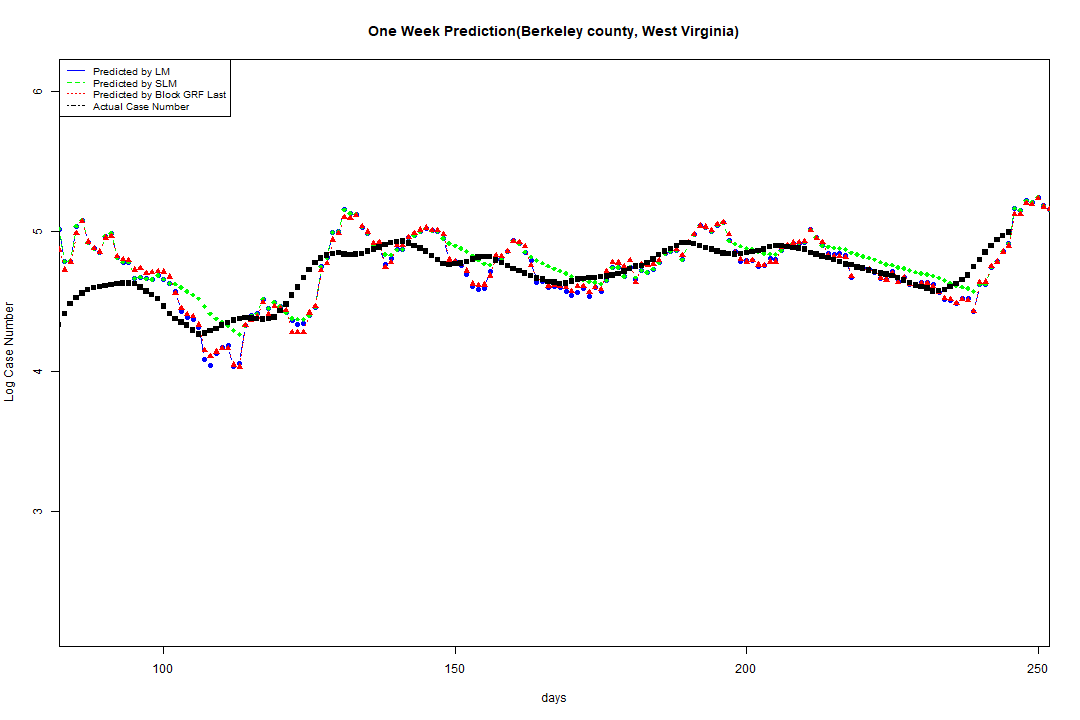 One Week Prediction(Berkeley county, West Virginia)
Predicted by LM
Predicted by SLM
Predicted by Block GRF Last
Actual Case Number
6
5
4
3
Log Case Number
100 150 200 250
days